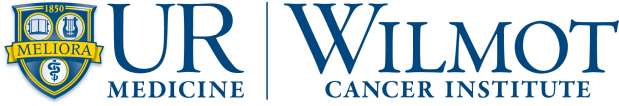 1850
MELIORA
UR
MEDICINE
WILMOT
CANCER INSTITUTE